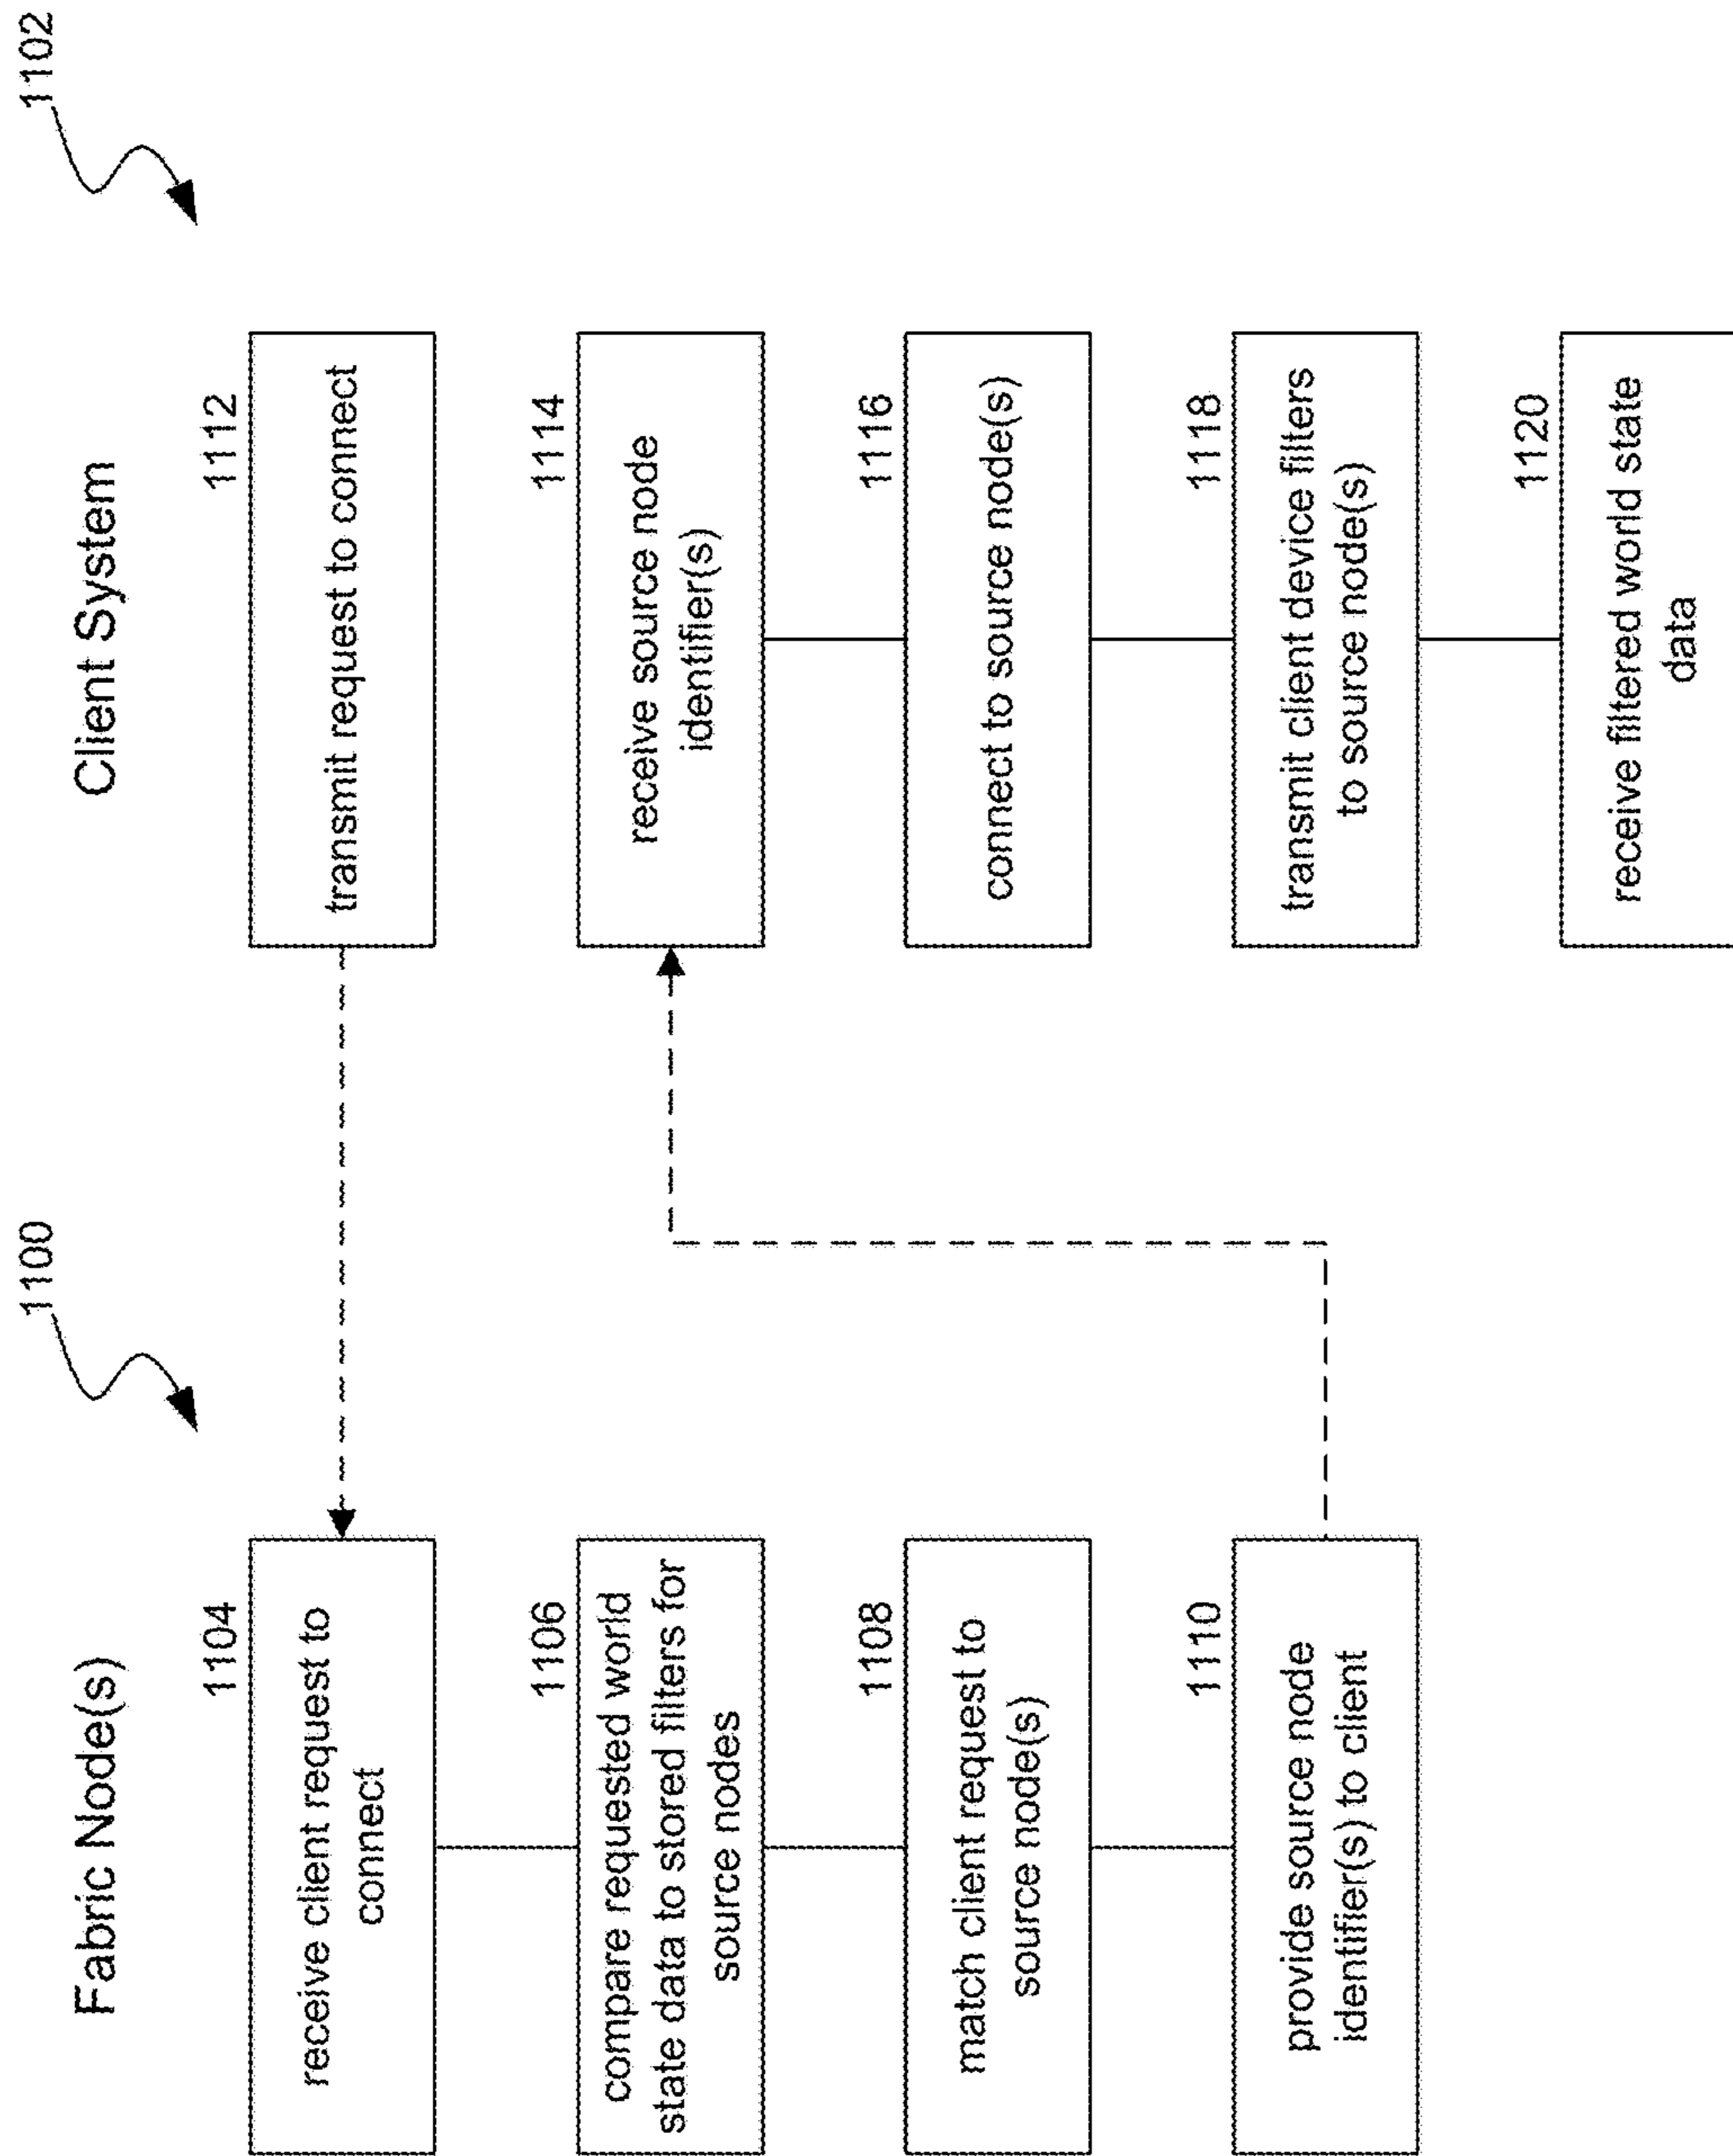 1100
Fabric Node(s)
1104
receive client request to
connect
1106
compare requested world
state data to stored filters for
source nodes
1108
match client request to
source node(s)
1110
provide source node
identifier(s) to client
1102
Client System
1112
transmit request to connect
1114
receive source node
identifier(s)
1116
connect to source node(s)
1118
transmit client device filters
to source node(s)
1120
receive filtered world state
data